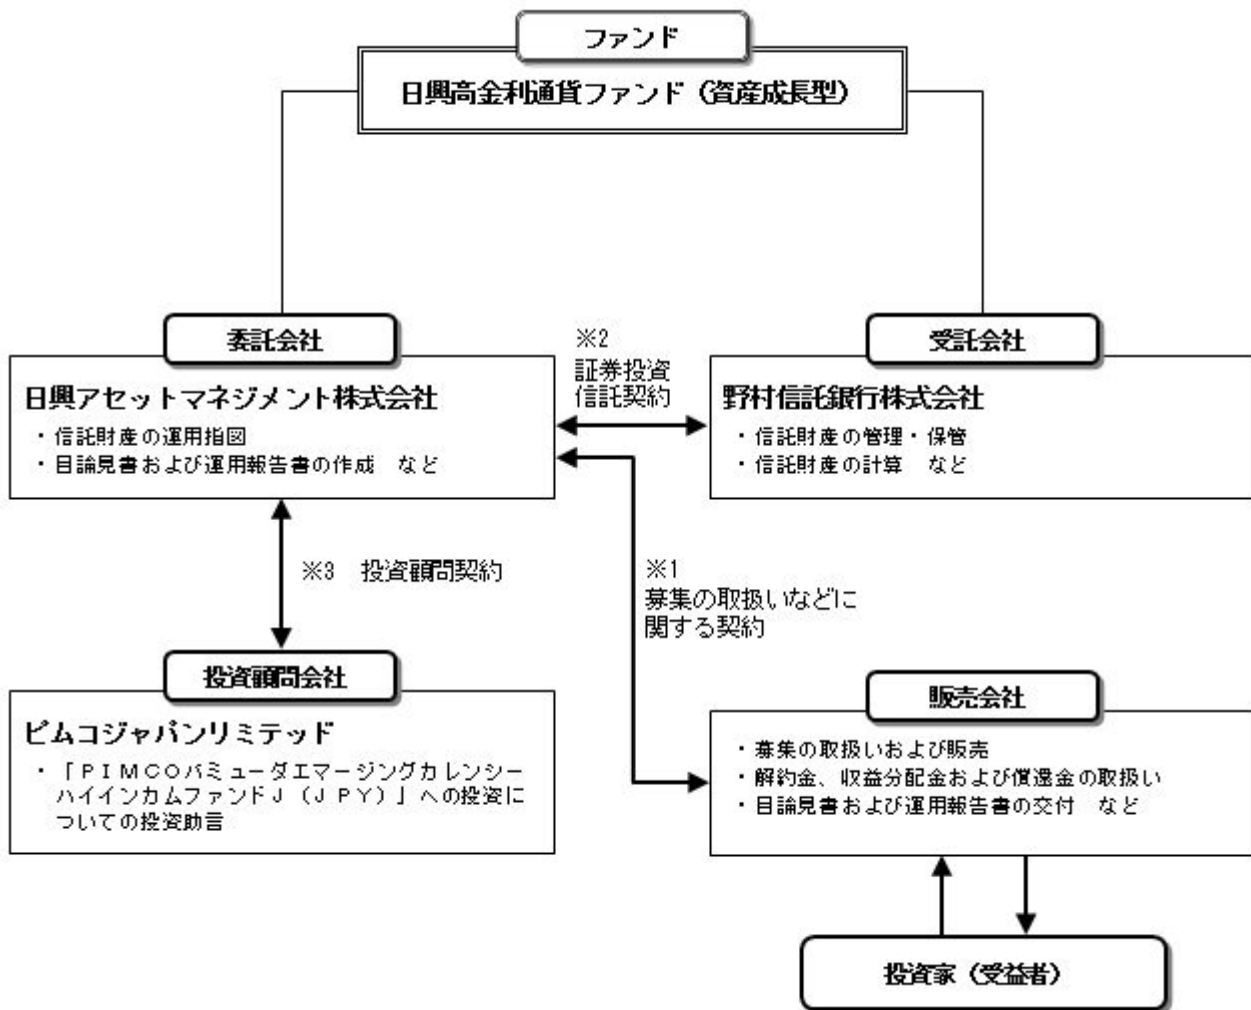 ファンド
日興高金利通貨ファンド（資産成長型）
委託会社
日興アセットマネジメント株式会社
・信託財産の運用指図
・目論見書および運用報告書の作成　など
※2
証券投資
信託契約
受託会社
野村信託銀行株式会社
・信託財産の管理・保管
・信託財産の計算　など
※3　投資顧問契約
※1
募集の取扱いなどに
関する契約
投資顧問会社
ピムコジャパンリミテッド
・「ＰＩＭＣＯバミューダエマージングカレンシー
ハイインカムファンドＪ（ＪＰＹ）」への投資に
ついての投資助言
販売会社
・募集の取扱いおよび販売
・解約金、収益分配金および償還金の取扱い
・目論見書および運用報告書の交付　など
投資家（受益者）